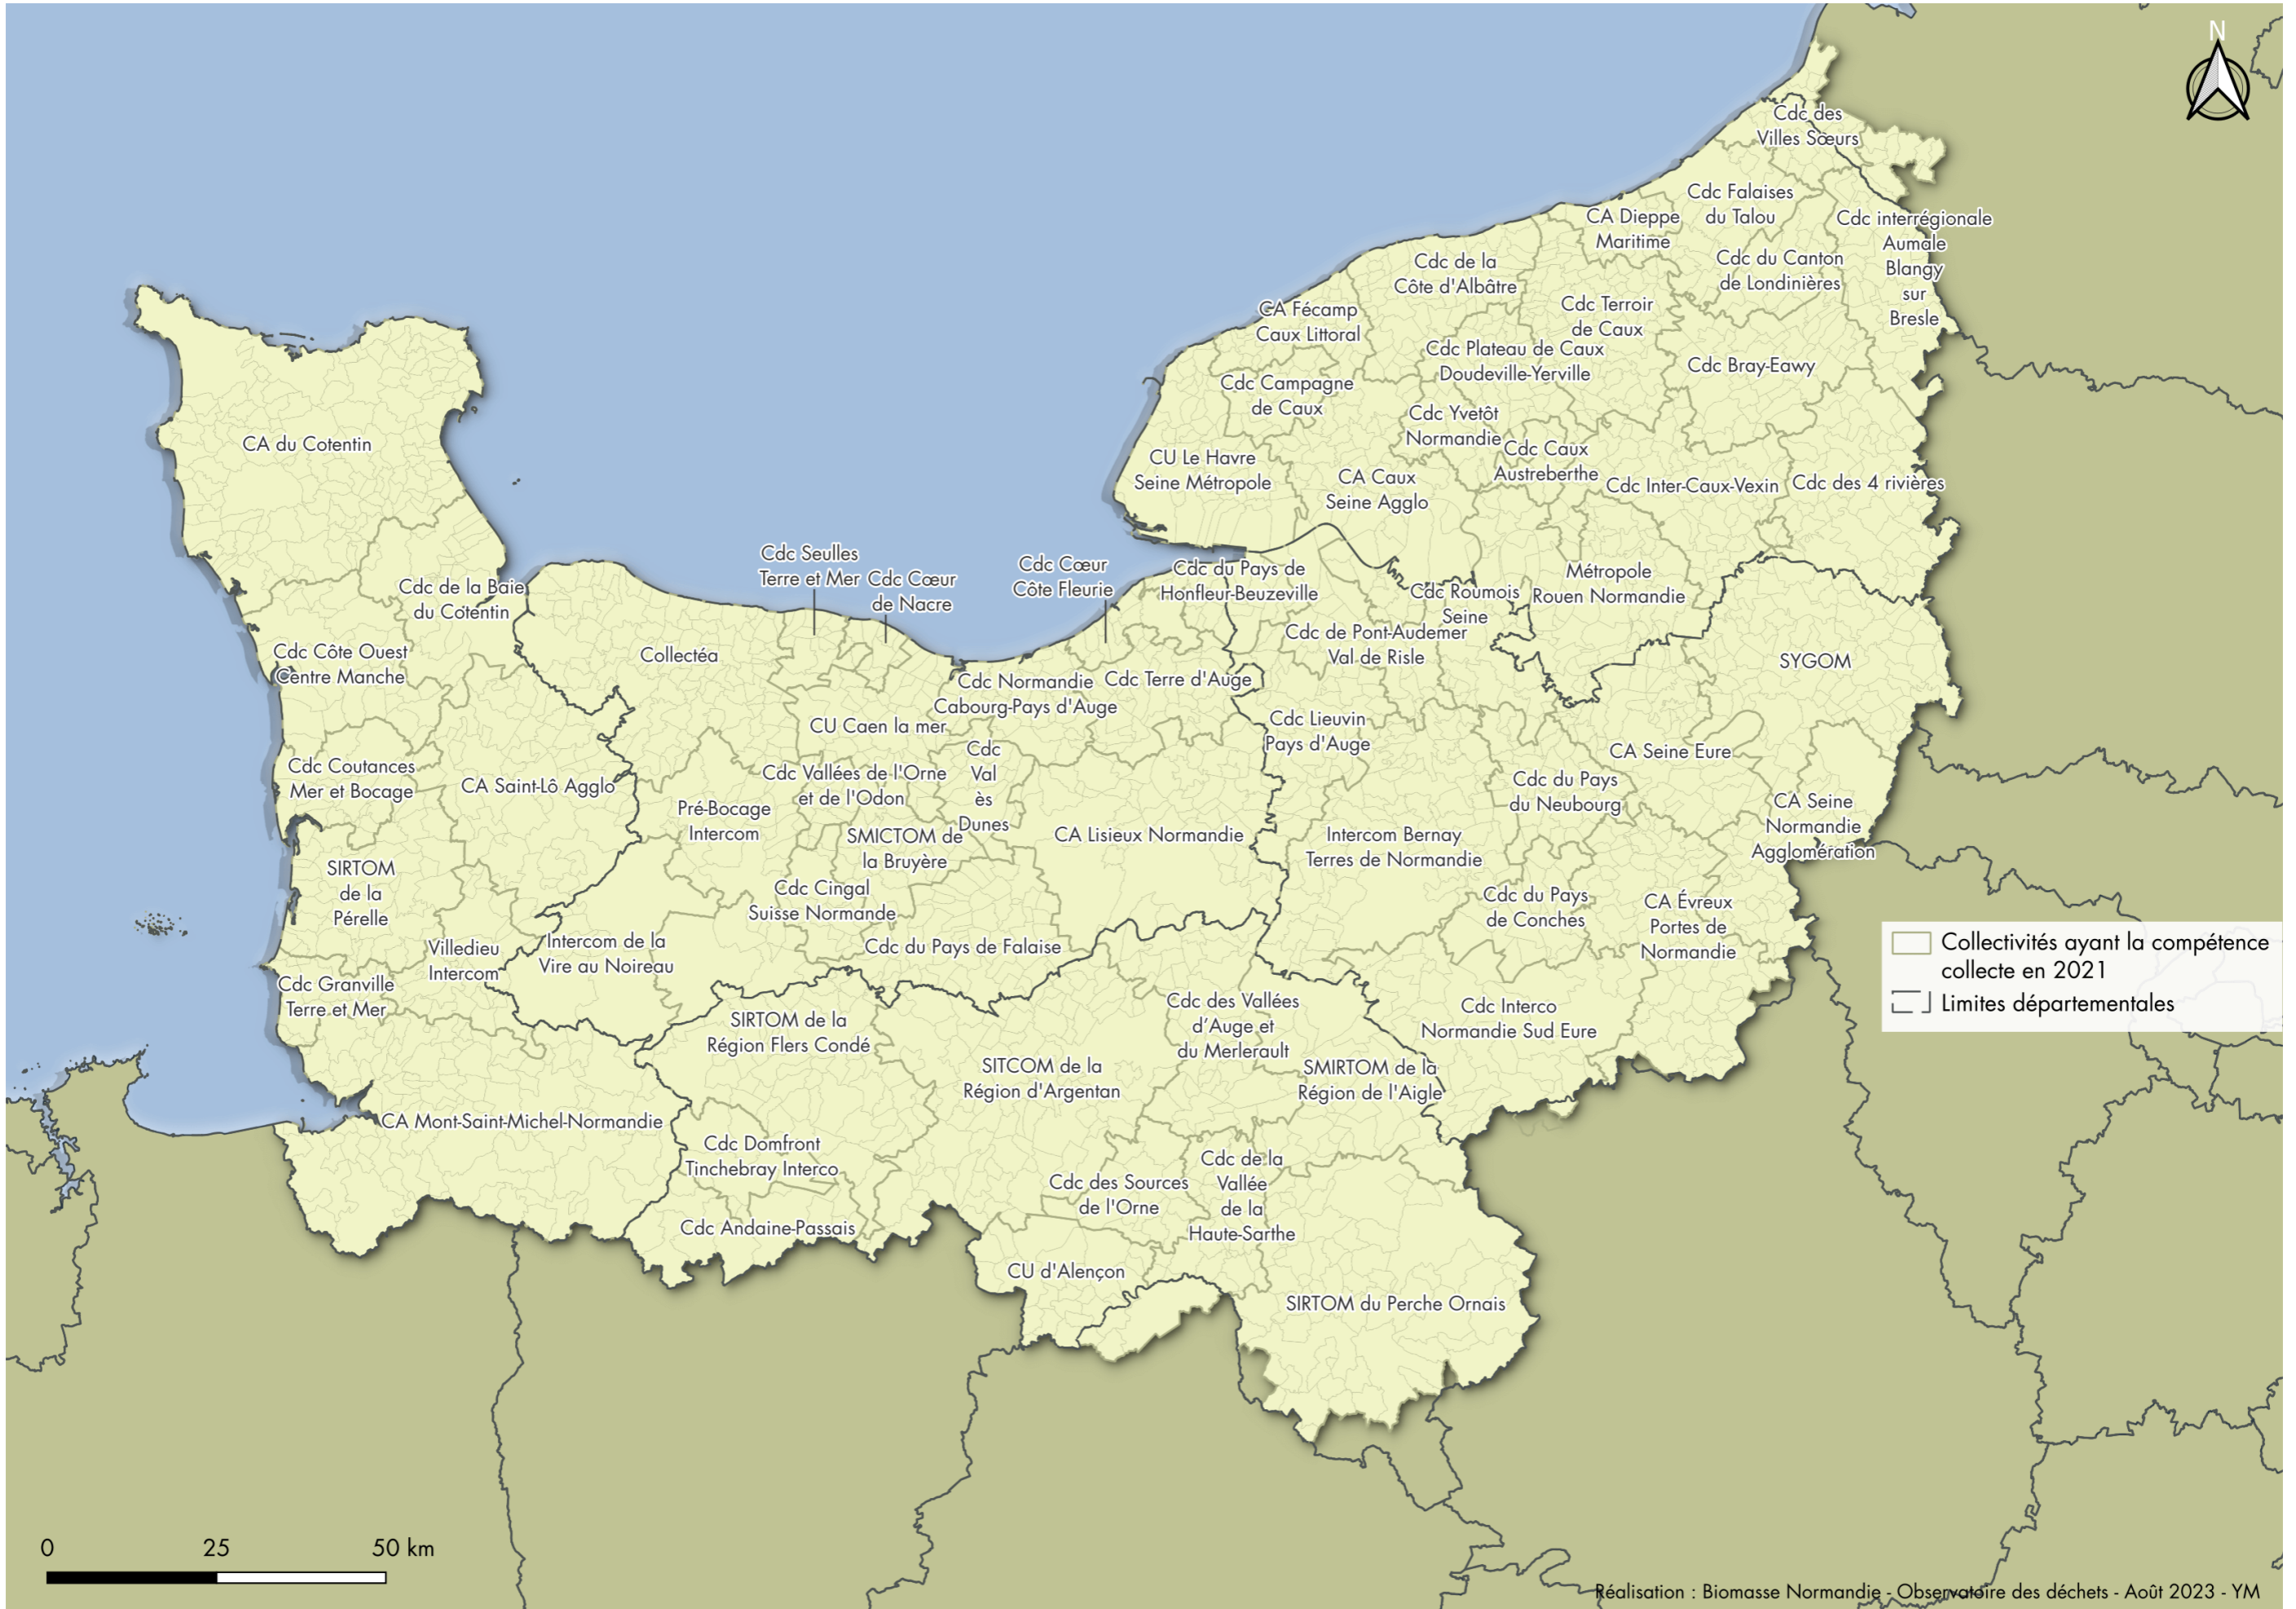 N
Cdc des
Villes Sœurs
Cdc Falaises
du Talou
CA Dieppe
Maritime
Cdc interrégionale
Aumale
Blangy
sur
Bresle
Cdc du Canton
de Londinières
Cdc de la
Côte d'Albâtre
CA Fécamp
Caux Littoral
Cdc Terroir
de Caux
Cdc Plateau de Caux
Doudeville-Yerville
Cdc Bray-Eawy
Cdc Campagne
de Caux
Cdc Yvetôt
Normandie
CA du Cotentin
Cdc Caux
Austreberthe
CU Le Havre
Seine Métropole
CA Caux
Seine Agglo
Cdc Inter-Caux-Vexin
Cdc des 4 rivières
Cdc Seulles
Terre et Mer
Cdc Cœur
de Nacre
Cdc Cœur
Côte Fleurie
Cdc du Pays de
Honfleur-Beuzeville
Métropole
Rouen Normandie
Cdc de la Baie
du Cotentin
Cdc Roumois
Seine
Cdc de Pont-Audemer
Val de Risle
Cdc Côte Ouest
Centre Manche
Collectéa
SYGOM
Cdc Normandie
Cabourg-Pays d'Auge
Cdc Terre d'Auge
CU Caen la mer
Cdc Lieuvin
Pays d'Auge
CA Seine Eure
Cdc
Val
ès
Dunes
Cdc Coutances
Mer et Bocage
CA Saint-Lô Agglo
Cdc Vallées de l'Orne
et de l'Odon
Cdc du Pays
du Neubourg
Pré-Bocage
Intercom
CA Seine
Normandie
Agglomération
SMICTOM de
la Bruyère
CA Lisieux Normandie
Intercom Bernay
Terres de Normandie
SIRTOM
de la
Pérelle
Cdc Cingal
Suisse Normande
Cdc du Pays
de Conches
CA Évreux
Portes de
Normandie
Villedieu
Intercom
Intercom de la
Vire au Noireau
Cdc du Pays de Falaise
Collectivités ayant la compétence
collecte en 2021
Limites départementales
Cdc Granville
Terre et Mer
SIRTOM de la
Région Flers Condé
Cdc des Vallées
d’Auge et
du Merlerault
Cdc Interco
Normandie Sud Eure
SITCOM de la
Région d'Argentan
SMIRTOM de la
Région de l'Aigle
CA Mont-Saint-Michel-Normandie
Cdc Domfront
Tinchebray Interco
Cdc des Sources
de l'Orne
Cdc de la
Vallée
de la
Haute-Sarthe
Cdc Andaine-Passais
CU d'Alençon
SIRTOM du Perche Ornais
0 25 50 km
Réalisation : Biomasse Normandie - Observatoire des déchets - Août 2023 - YM